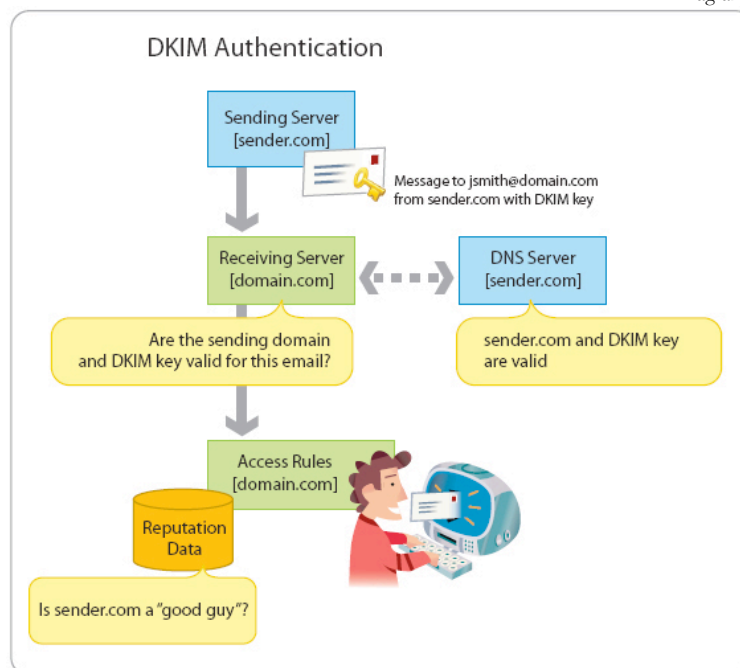 DKIM Authentication
Sending Server
[sender.com]
Message to jsmith@domain.com
from sender.com with DKIM key
Receiving Server
[domain.com]
DNS Server
[sender.com]
Are the sending domain
and DKIM key valid for this email?
sender.com and DKIM key
are valid
Access Rules
[domain.com]
Reputation
Data
Is sender.com a "good guy"?